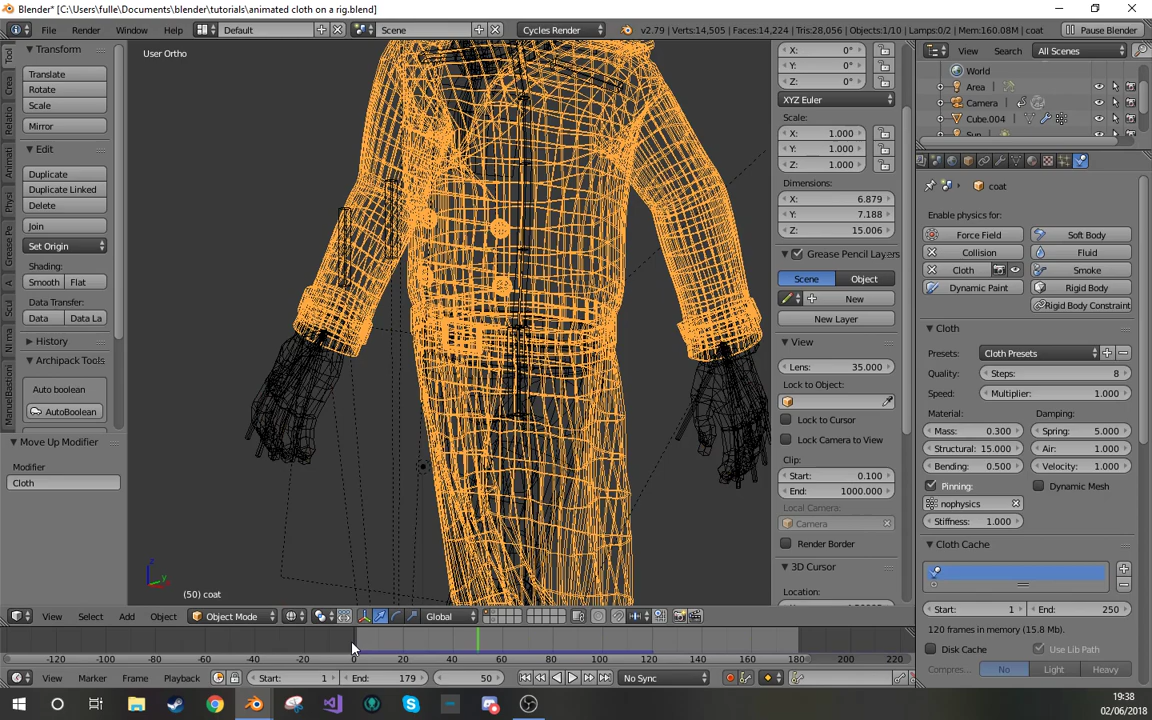 Blender* [C:\Users\fulle\Documents\blender\tutorials\animated cloth on a rig.blend]
File Render Window Help Default Scene Cycles Render v2.79 | Verts:14,505 | Faces:14,224 | Tris:28,056 | Objects:1/10 | Lamps:0/2 | Mem:160.08M | coat Pause Blender
Tool
Crea
Relatio
Animati
Physi
Grease Pe
A
Scul
NI ma
ManuelBastioni
Transform
Translate
Rotate
Scale
Mirror
Edit
Duplicate
Duplicate Linked
Delete
Join
Set Origin
Shading:
Smooth Flat
Data Transfer:
Data Data La
History
Archipack Tools
Auto boolean
AutoBoolean
Move Up Modifier
Modifier
Cloth
User Ortho
z
y
(50) coat
X: 0°
Y: 0°
Z: 0°
XYZ Euler
Scale:
X: 1.000
Y: 1.000
Z: 1.000
Dimensions:
X: 6.879
Y: 7.188
Z: 15.006
Grease Pencil Layers
Scene Object
New
New Layer
View
Lens: 35.000
Lock to Object:
Lock to Cursor
Lock Camera to View
Clip:
Start: 0.100
End: 1000.000
Local Camera:
Camera
Render Border
3D Cursor
Location:
View Search All Scenes
World
Area
Camera
Cube.004
coat
Enable physics for:
Force Field Soft Body
Collision Fluid
Cloth Smoke
Dynamic Paint Rigid Body
Rigid Body Constraint
Cloth
Presets: Cloth Presets
Quality: Steps: 8
Speed: Multiplier: 1.000
Material: Damping:
Mass: 0.300 Spring: 5.000
Structural: 15.000 Air: 1.000
Bending: 0.500 Velocity: 1.000
Pinning: Dynamic Mesh
nophysics
Stiffness: 1.000
Cloth Cache
Start: 1 End: 250
120 frames in memory (15.8 Mb).
Disk Cache Use Lib Path
Compres... No Light Heavy
View Select Add Object Object Mode Global
-120 -100 -80 -60 -40 -20 0 20 40 60 80 100 120 140 160 180 200 220
View Marker Frame Playback Start: 1 End: 179 50 No Sync
19:38
02/06/2018